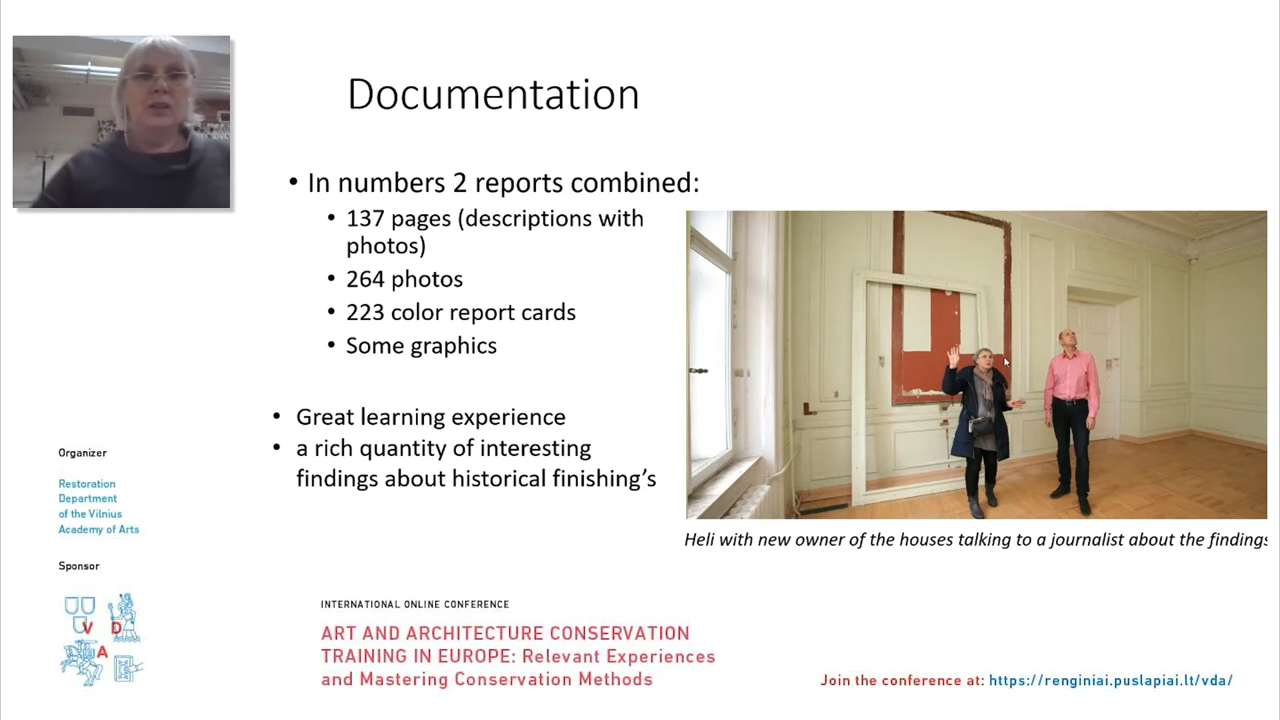 Documentation
• In numbers 2 reports combined:
• 137 pages (descriptions with
photos)
• 264 photos
• 223 color report cards
• Some graphics
• Great learning experience
• a rich quantity of interesting
findings about historical finishing’s
Heli with new owner of the houses talking to a journalist about the findings
Organizer
Restoration
Department
of the Vilnius
Academy of Arts
Sponsor
V D
A
INTERNATIONAL ONLINE CONFERENCE
ART AND ARCHITECTURE CONSERVATION
TRAINING IN EUROPE: Relevant Experiences
and Mastering Conservation Methods
Join the conference at: https://renginiai.puslapiai.lt/vda/